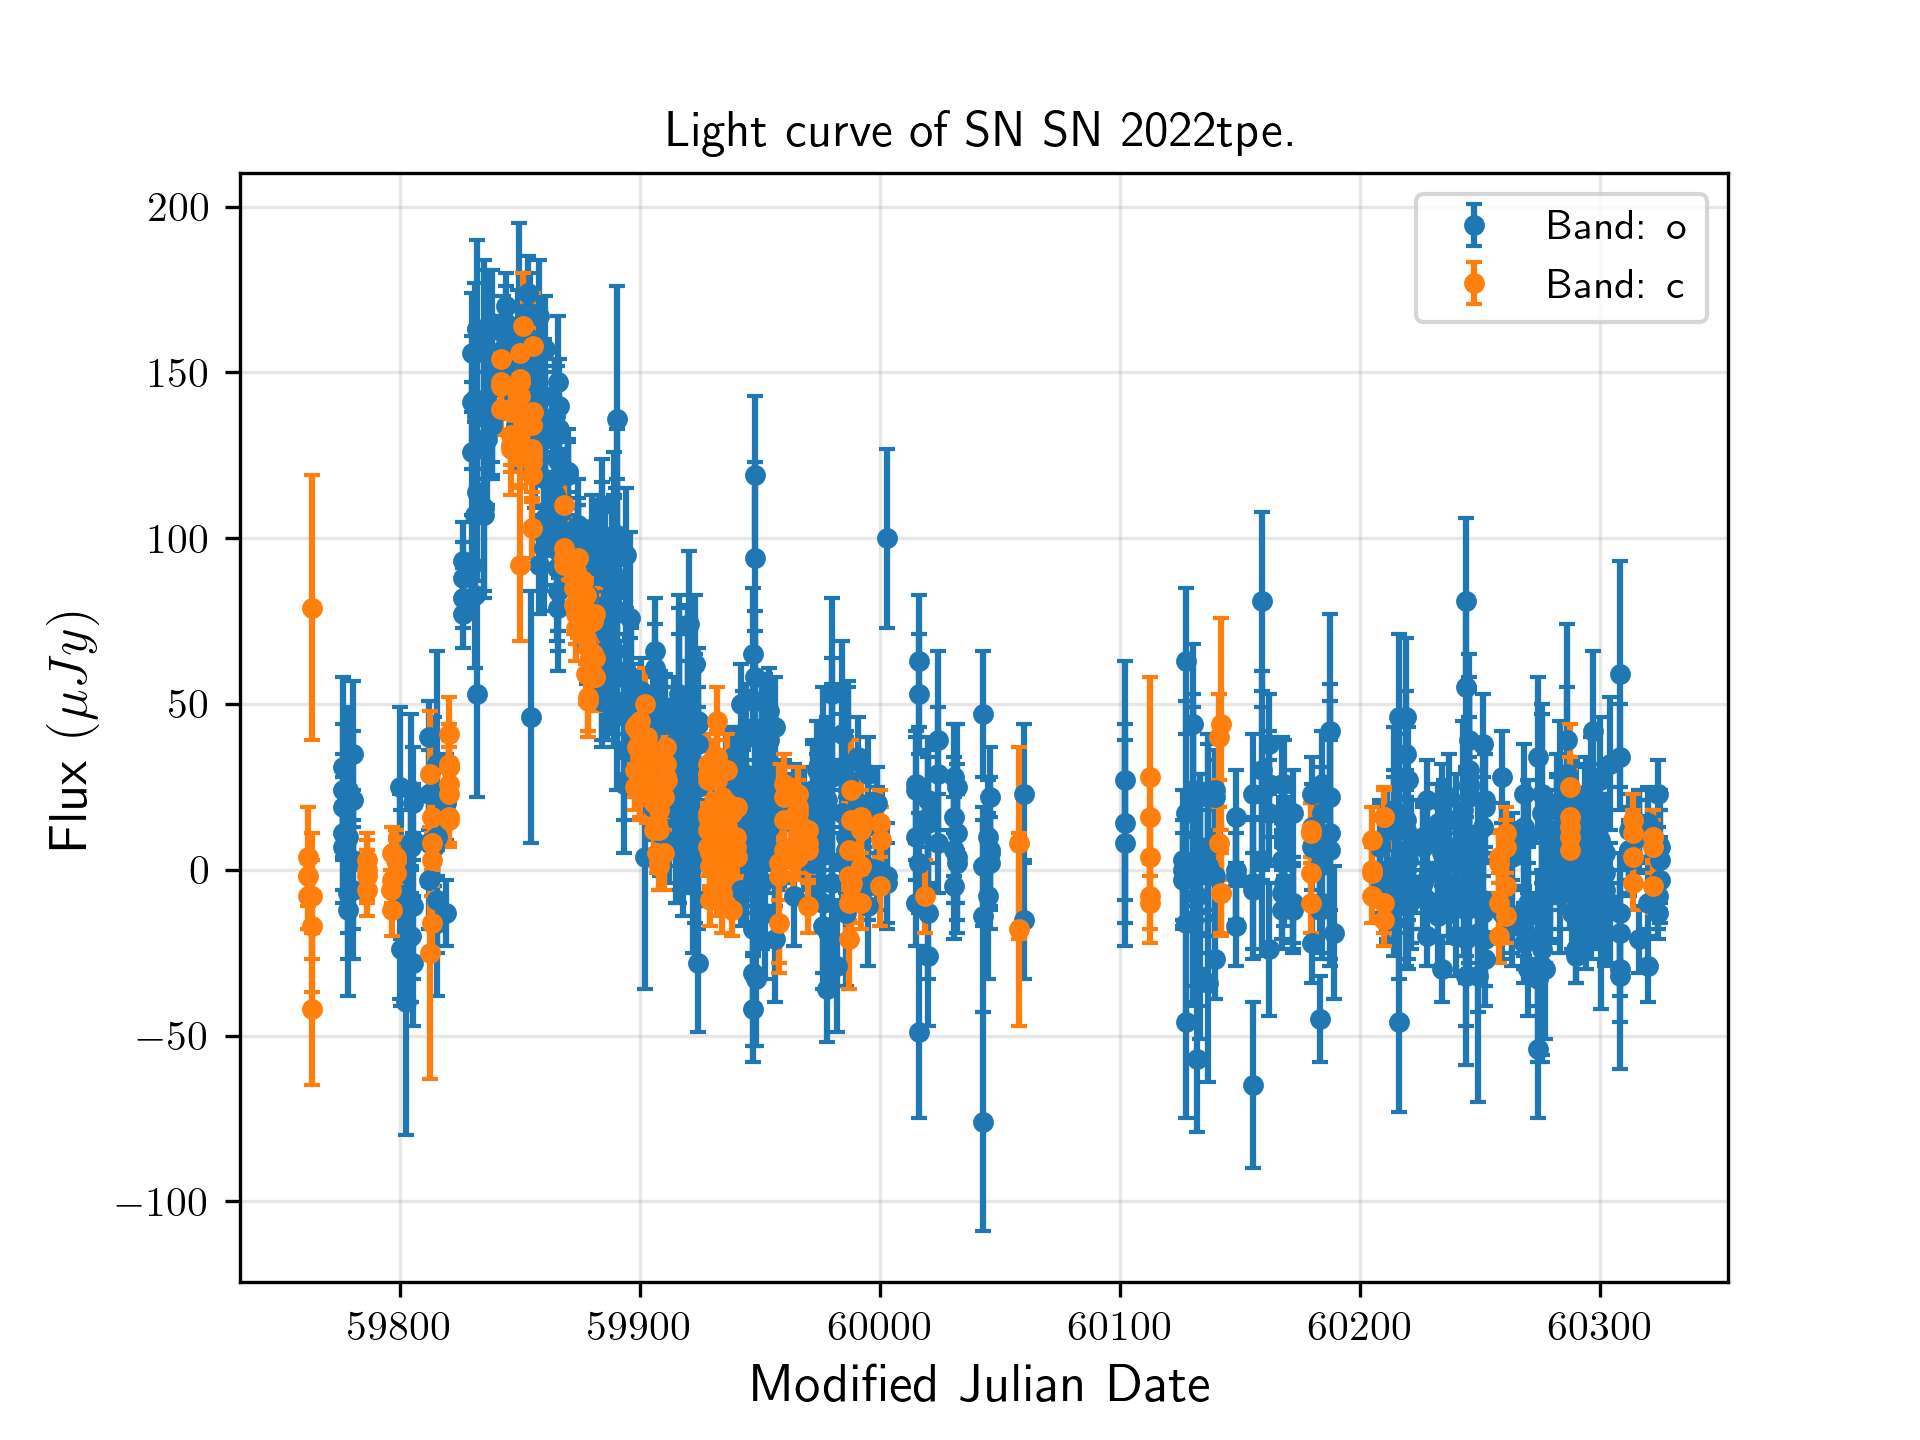 Light curve of SN SN 2022tpe.
Band: o
Band: c
200
150
100
50
0
−50
−100
Flux (μJy)
59800 59900 60000 60100 60200 60300
Modified Julian Date